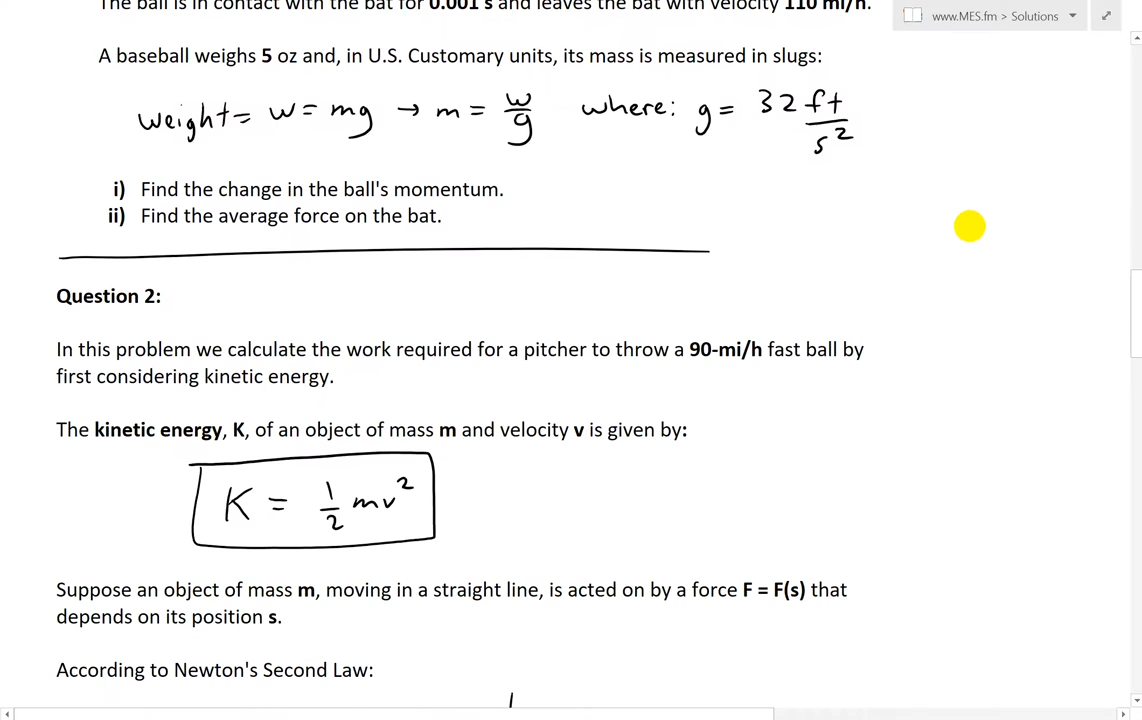 The ball is in contact with the bat for 0.001 s and leaves the bat with velocity 110 mi/h.
www.MES.fm > Solutions
A baseball weighs 5 oz and, in U.S. Customary units, its mass is measured in slugs:
weight = w = mg → m = w/g where: g = 32 ft/s²
i) Find the change in the ball's momentum.
ii) Find the average force on the bat.
Question 2:
In this problem we calculate the work required for a pitcher to throw a 90-mi/h fast ball by
first considering kinetic energy.
The kinetic energy, K, of an object of mass m and velocity v is given by:
K = 1/2 mv²
Suppose an object of mass m, moving in a straight line, is acted on by a force F = F(s) that
depends on its position s.
According to Newton's Second Law: